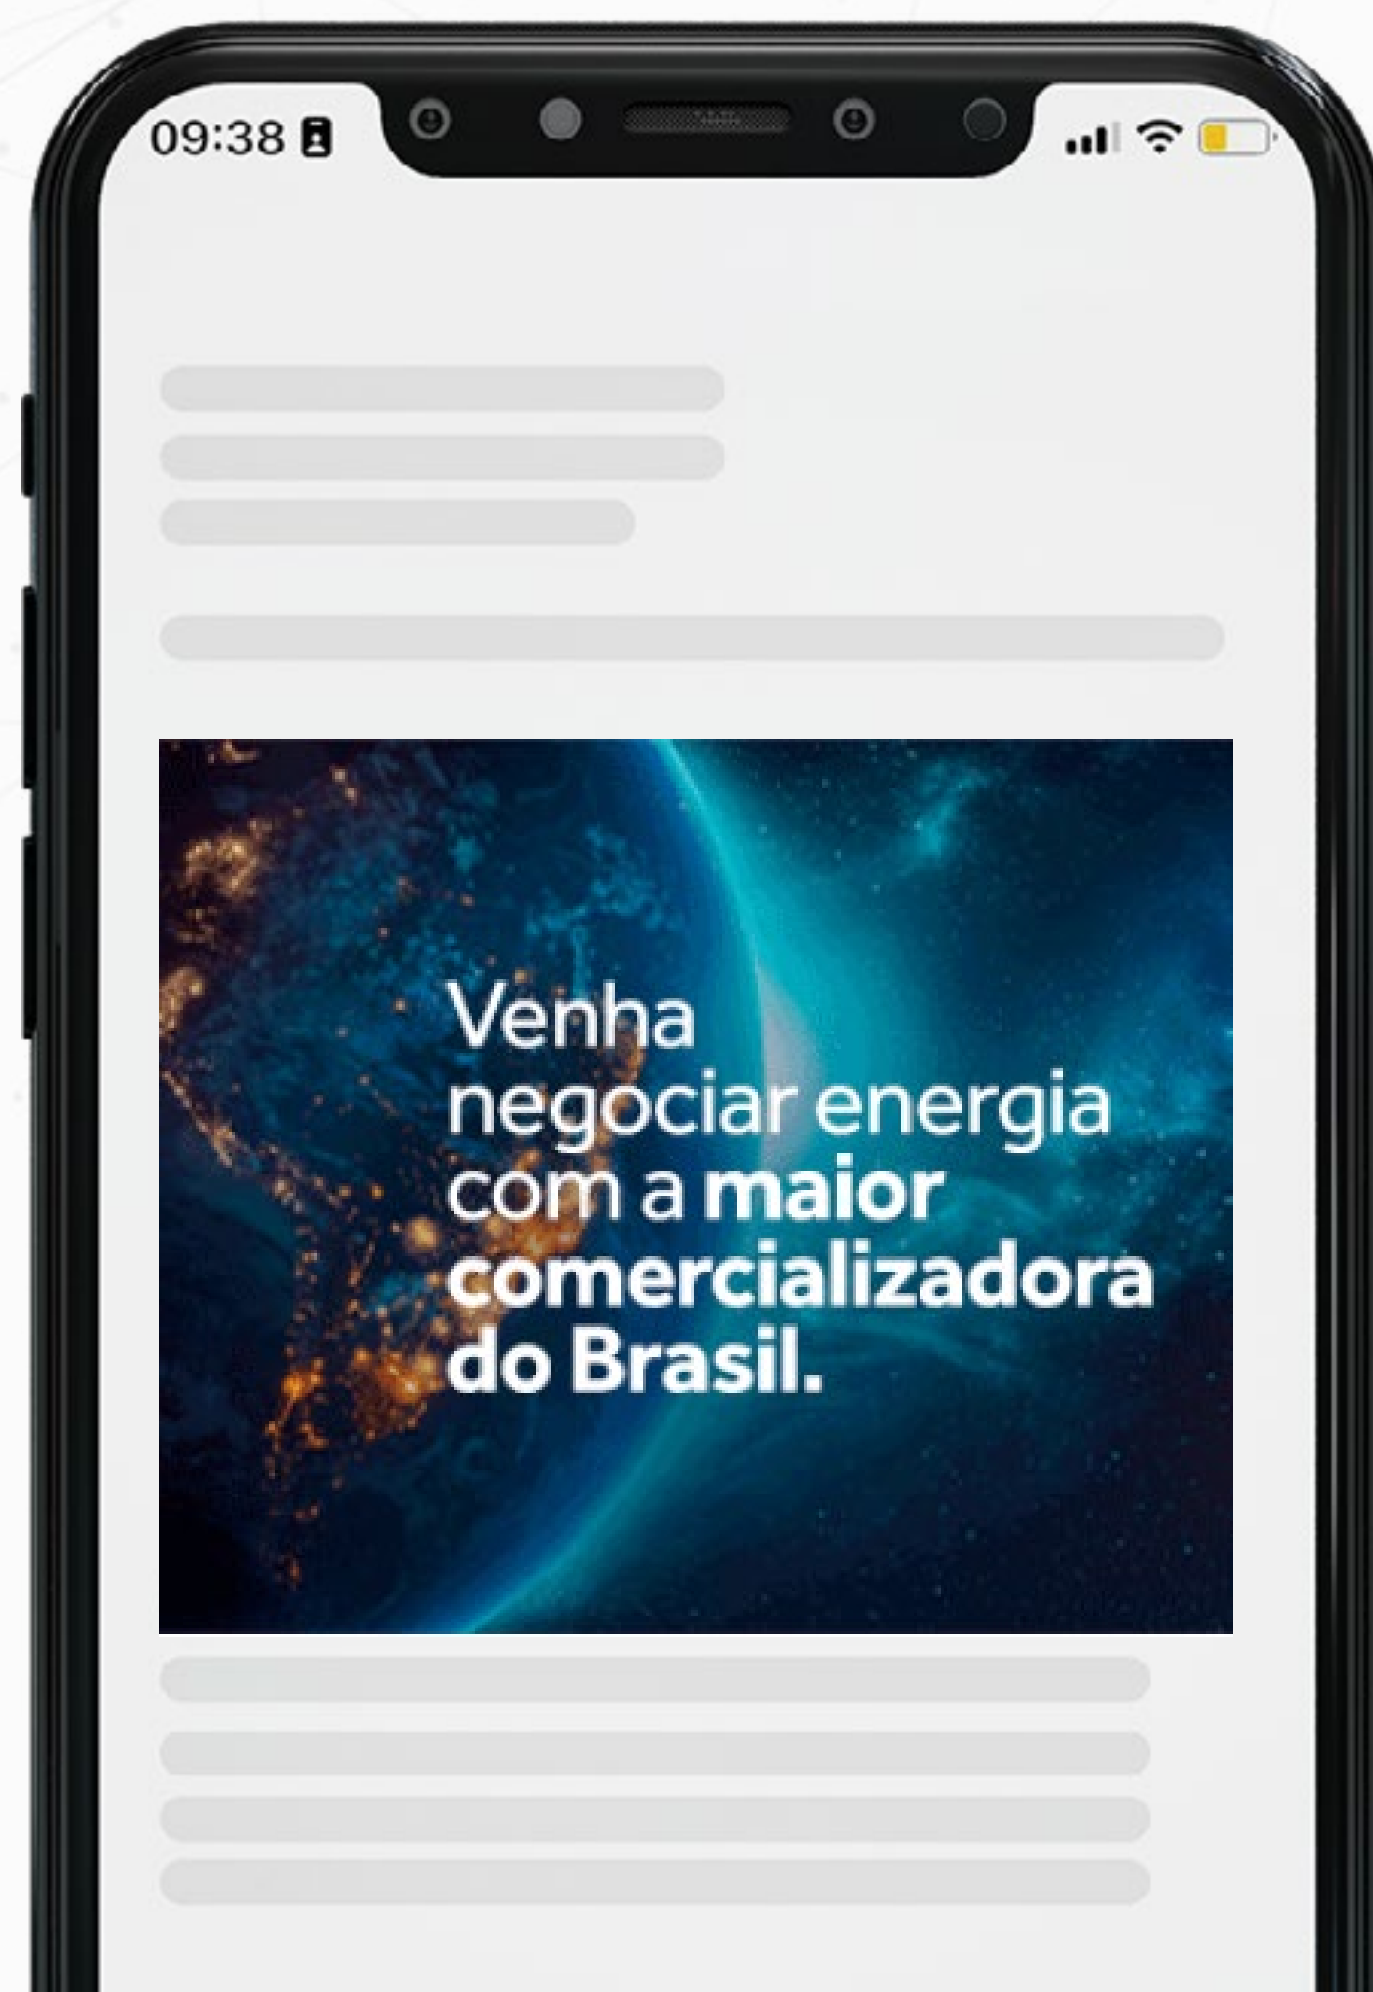 09:38
Venha
negociar energia
com a maior
comercializadora
do Brasil.